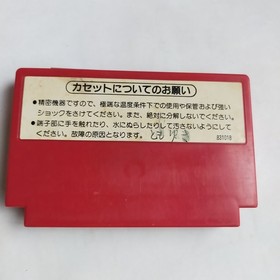 カセットについてのお願い
●精密機器ですので、極端な温度条件下での使用や保管および強い
ショックをさけてください。また、絶対に分解しないでください。
●端子部に手を触れたり、水にぬらしたりして汚さないようにして
ください。故障の原因となります。